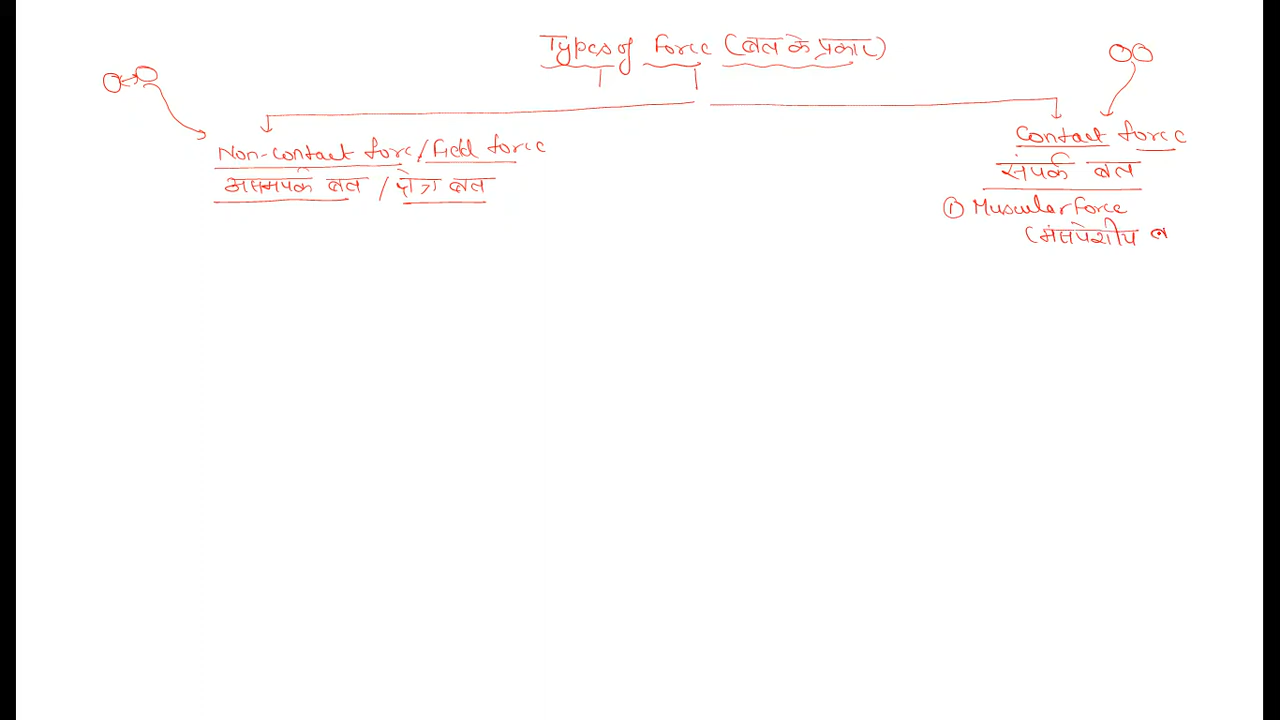 Types of Force (बल के प्रकार)
Non-contact force/Field force
असम्पर्क बल / क्षेत्र बल
Contact force
संपर्क बल
① Muscular Force
(मांसपेशीय